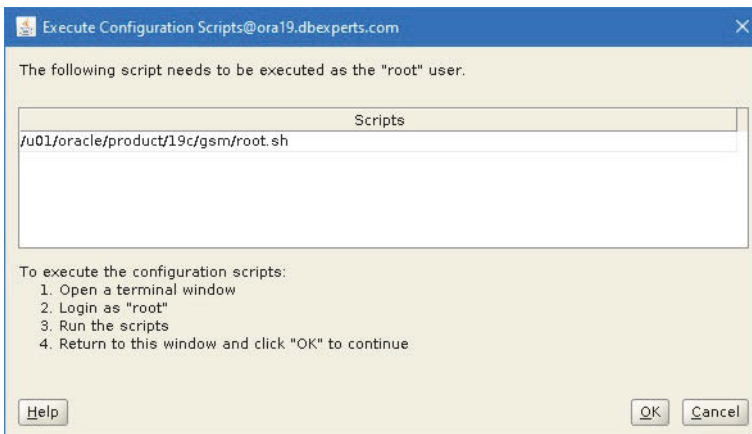 Execute Configuration Scripts@ora19.dbexperts.com
The following script needs to be executed as the "root" user.
Scripts
/u01/oracle/product/19c/gsm/root.sh
To execute the configuration scripts:
1. Open a terminal window
2. Login as "root"
3. Run the scripts
4. Return to this window and click "OK" to continue
Help OK Cancel